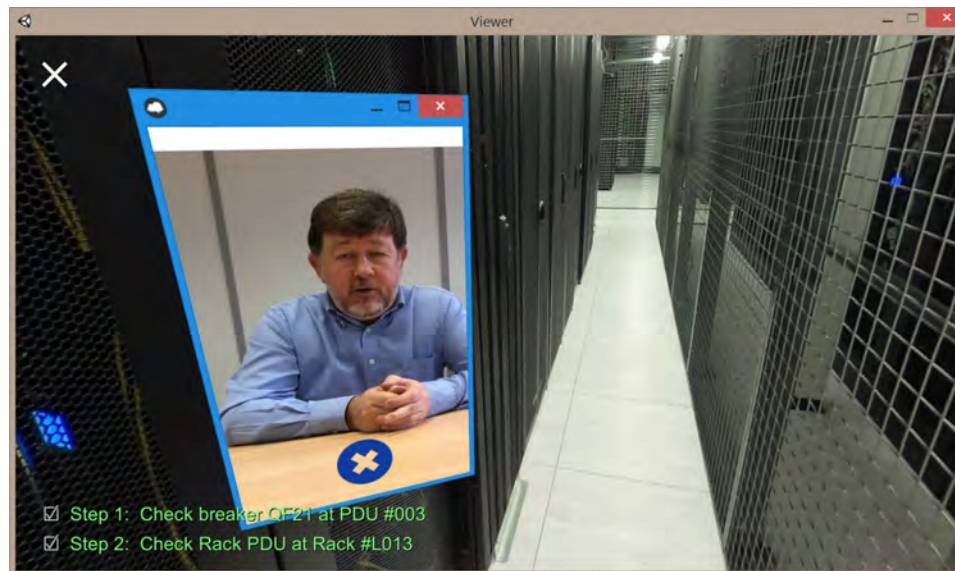 Viewer
Step 1: Check breaker QF21 at PDU #003
Step 2: Check Rack PDU at Rack #L013